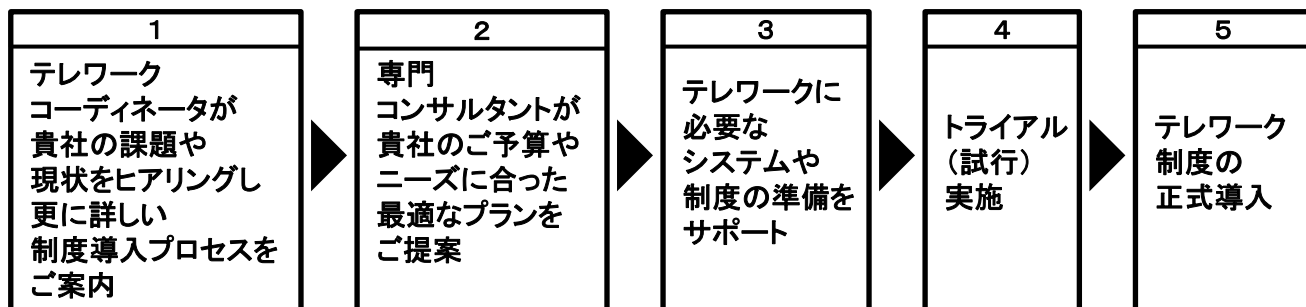 1
テレワーク
コーディネータが
貴社の課題や
現状をヒアリングし
更に詳しい
制度導入プロセスを
ご案内
2
専門
コンサルタントが
貴社のご予算や
ニーズに合った
最適なプランを
ご提案
3
テレワークに
必要な
システムや
制度の準備を
サポート
4
トライアル
（試行）
実施
5
テレワーク
制度の
正式導入